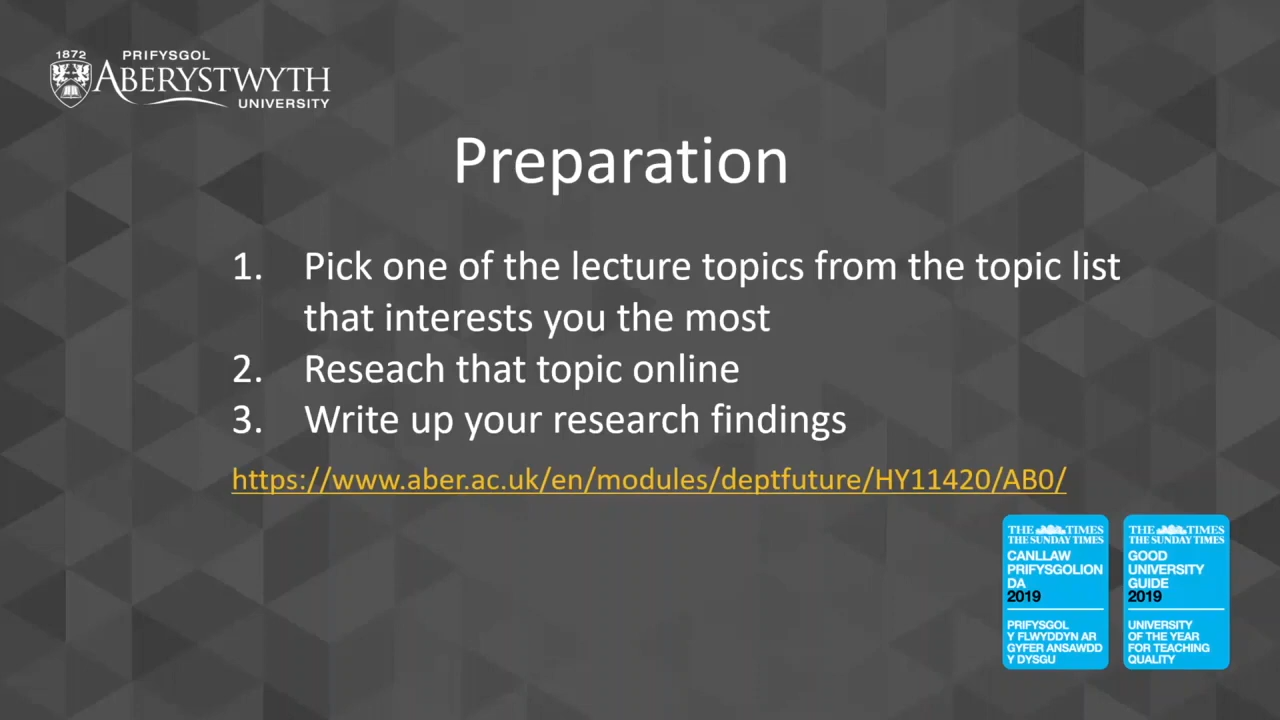 1872 PRIFYSGOL
ABERYSTWYTH
UNIVERSITY
Preparation
1. Pick one of the lecture topics from the topic list
that interests you the most
2. Reseach that topic online
3. Write up your research findings
https://www.aber.ac.uk/en/modules/deptfuture/HY11420/AB0/
THE TIMES
THE SUNDAY TIMES
CANLLAW
PRIFYSGOLION
DA
2019
PRIFYSGOL
Y FLWYDDYN AR
GYFER ANSAWDD
Y DYSGU
THE TIMES
THE SUNDAY TIMES
GOOD
UNIVERSITY
GUIDE
2019
UNIVERSITY
OF THE YEAR
FOR TEACHING
QUALITY